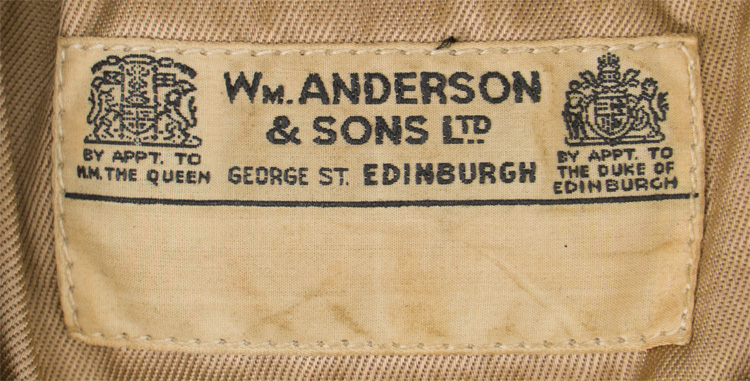 WM. ANDERSON
& SONS LTD
GEORGE ST. EDINBURGH
BY APPT. TO
H.M. THE QUEEN
BY APPT. TO
THE DUKE OF
EDINBURGH